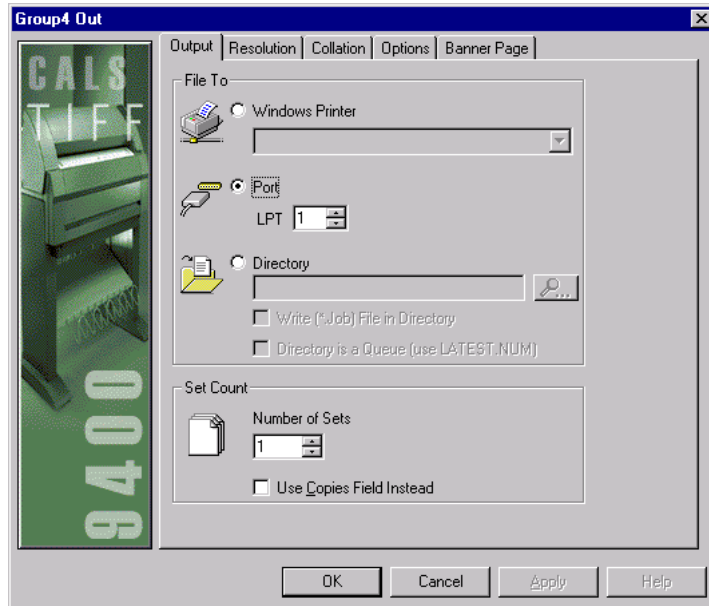 Group4 Out
CALS
TIFF
9400
Output
Resolution
Collation
Options
Banner Page
File To
Windows Printer
Port
LPT 1
Directory
Write (*.Job) File in Directory
Directory is a Queue (use LATEST.NUM)
Set Count
Number of Sets
1
Use Copies Field Instead
OK
Cancel
Apply
Help